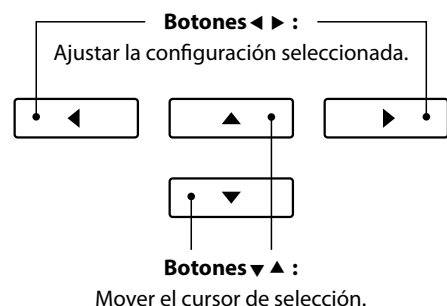 Botones ◀ ▶ :
Ajustar la configuración seleccionada.
Botones ▼ ▲ :
Mover el cursor de selección.